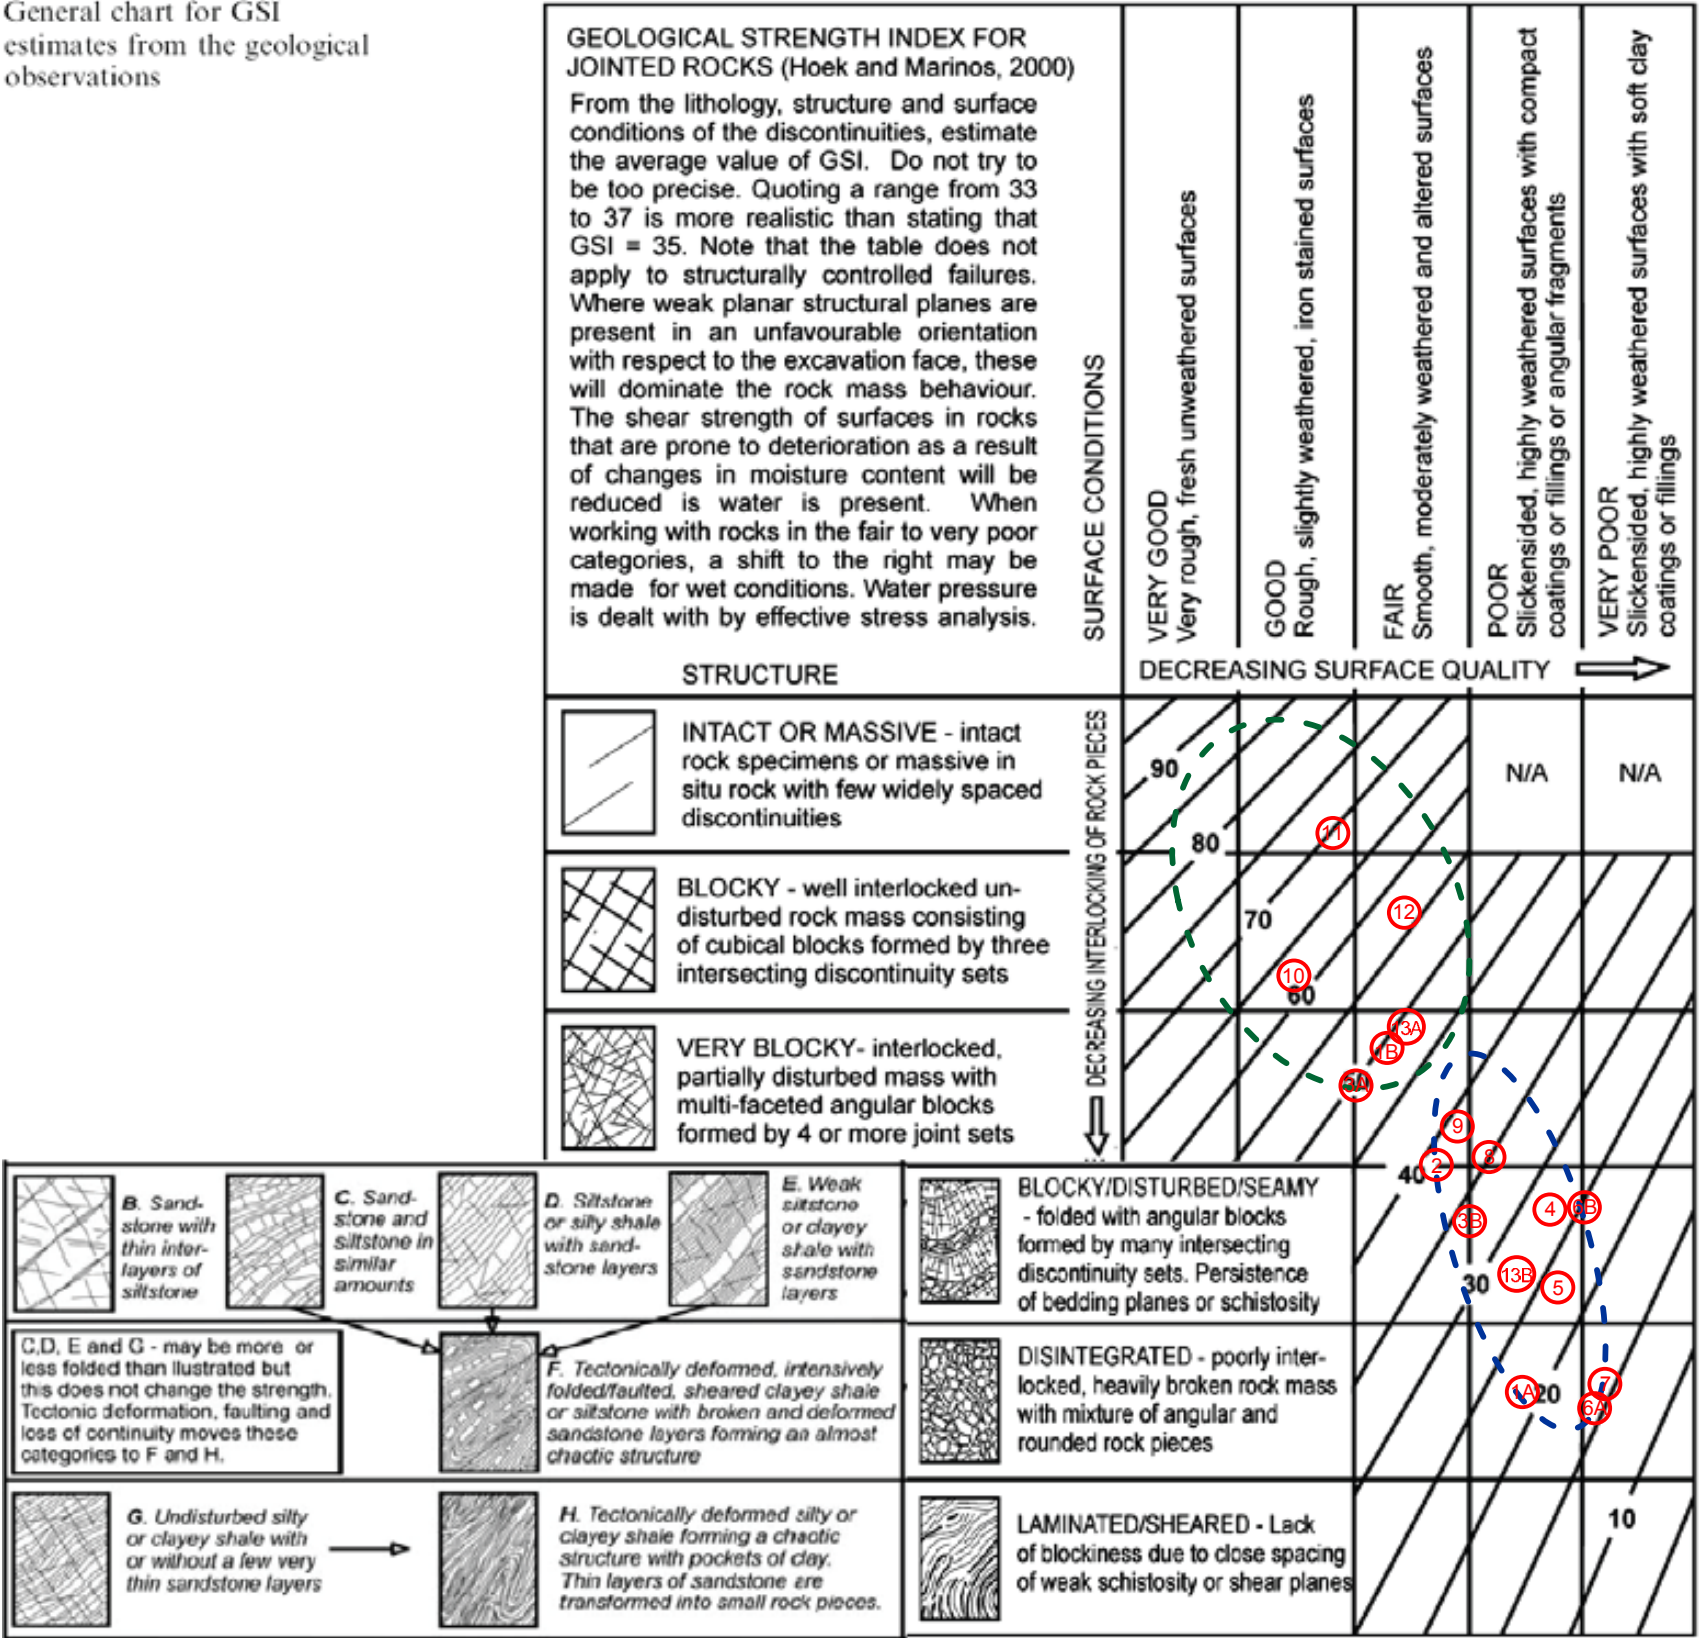 General chart for GSI
estimates from the geological
observations
GEOLOGICAL STRENGTH INDEX FOR
JOINTED ROCKS (Hoek and Marinos, 2000)
From the lithology, structure and surface
conditions of the discontinuities, estimate
the average value of GSI. Do not try to
be too precise. Quoting a range from 33
to 37 is more realistic than stating that
GSI = 35. Note that the table does not
apply to structurally controlled failures.
Where weak planar structural planes are
present in an unfavourable orientation
with respect to the excavation face, these
will dominate the rock mass behaviour.
The shear strength of surfaces in rocks
that are prone to deterioration as a result
of changes in moisture content will be
reduced is water is present. When
working with rocks in the fair to very poor
categories, a shift to the right may be
made for wet conditions. Water pressure
is dealt with by effective stress analysis.
STRUCTURE
SURFACE CONDITIONS
VERY GOOD
Very rough, fresh unweathered surfaces
GOOD
Rough, slightly weathered, iron stained surfaces
FAIR
Smooth, moderately weathered and altered surfaces
POOR
Slickensided, highly weathered surfaces with compact
coatings or fillings or angular fragments
VERY POOR
Slickensided, highly weathered surfaces with soft clay
coatings or fillings
DECREASING SURFACE QUALITY
DECREASING INTERLOCKING OF ROCK PIECES
INTACT OR MASSIVE - intact
rock specimens or massive in
situ rock with few widely spaced
discontinuities
90
N/A
N/A
11
80
BLOCKY - well interlocked un-
disturbed rock mass consisting
of cubical blocks formed by three
intersecting discontinuity sets
12
70
10
60
VERY BLOCKY- interlocked,
partially disturbed mass with
multi-faceted angular blocks
formed by 4 or more joint sets
13A
1B
9
8
2
40
B. Sand-
stone with
thin inter-
layers of
siltstone
C. Sand-
stone and
siltstone in
similar
amounts
D. Siltstone
or silty shale
with sand-
stone layers
E. Weak
siltstone
or clayey
shale with
sandstone
layers
BLOCKY/DISTURBED/SEAMY
- folded with angular blocks
formed by many intersecting
discontinuity sets. Persistence
of bedding planes or schistosity
4
3B
13B
30
5
C,D, E and G - may be more or
less folded than llustrated but
this does not change the strength.
Tectonic deformation, faulting and
loss of continuity moves these
categories to F and H.
F. Tectonically deformed, intensively
folded/faulted, sheared clayey shale
or siltstone with broken and deformed
sandstone layers forming an almost
chaotic structure
DISINTEGRATED - poorly inter-
locked, heavily broken rock mass
with mixture of angular and
rounded rock pieces
7
1A
20
6A
G. Undisturbed silty
or clayey shale with
or without a few very
thin sandstone layers
H. Tectonically deformed silty or
clayey shale forming a chaotic
structure with pockets of clay.
Thin layers of sandstone are
transformed into small rock pieces.
LAMINATED/SHEARED - Lack
of blockiness due to close spacing
of weak schistosity or shear planes
10